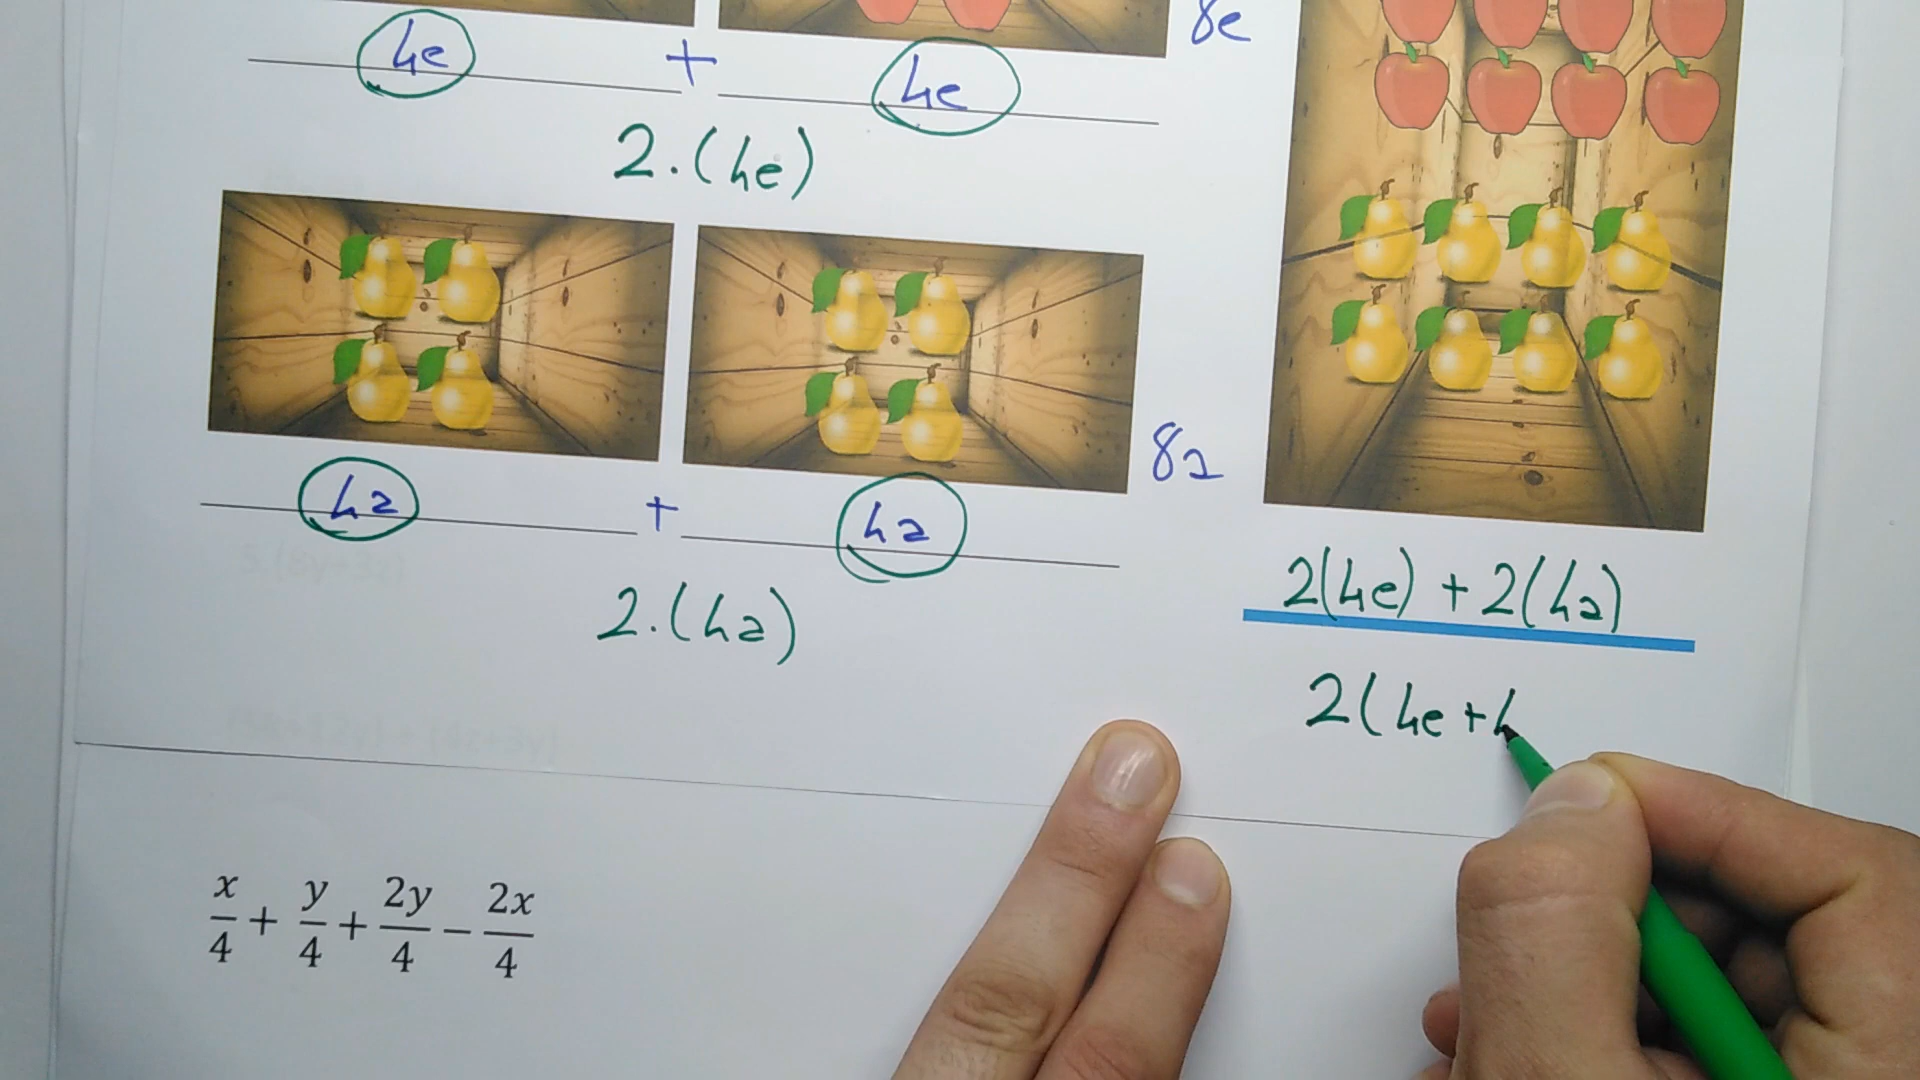 4e + 4e 8e
2.(4e)
8a
4a + 4a
2(4e) + 2(4a)
2.(4a)
2(4e+4
x/4 + y/4 + 2y/4 − 2x/4